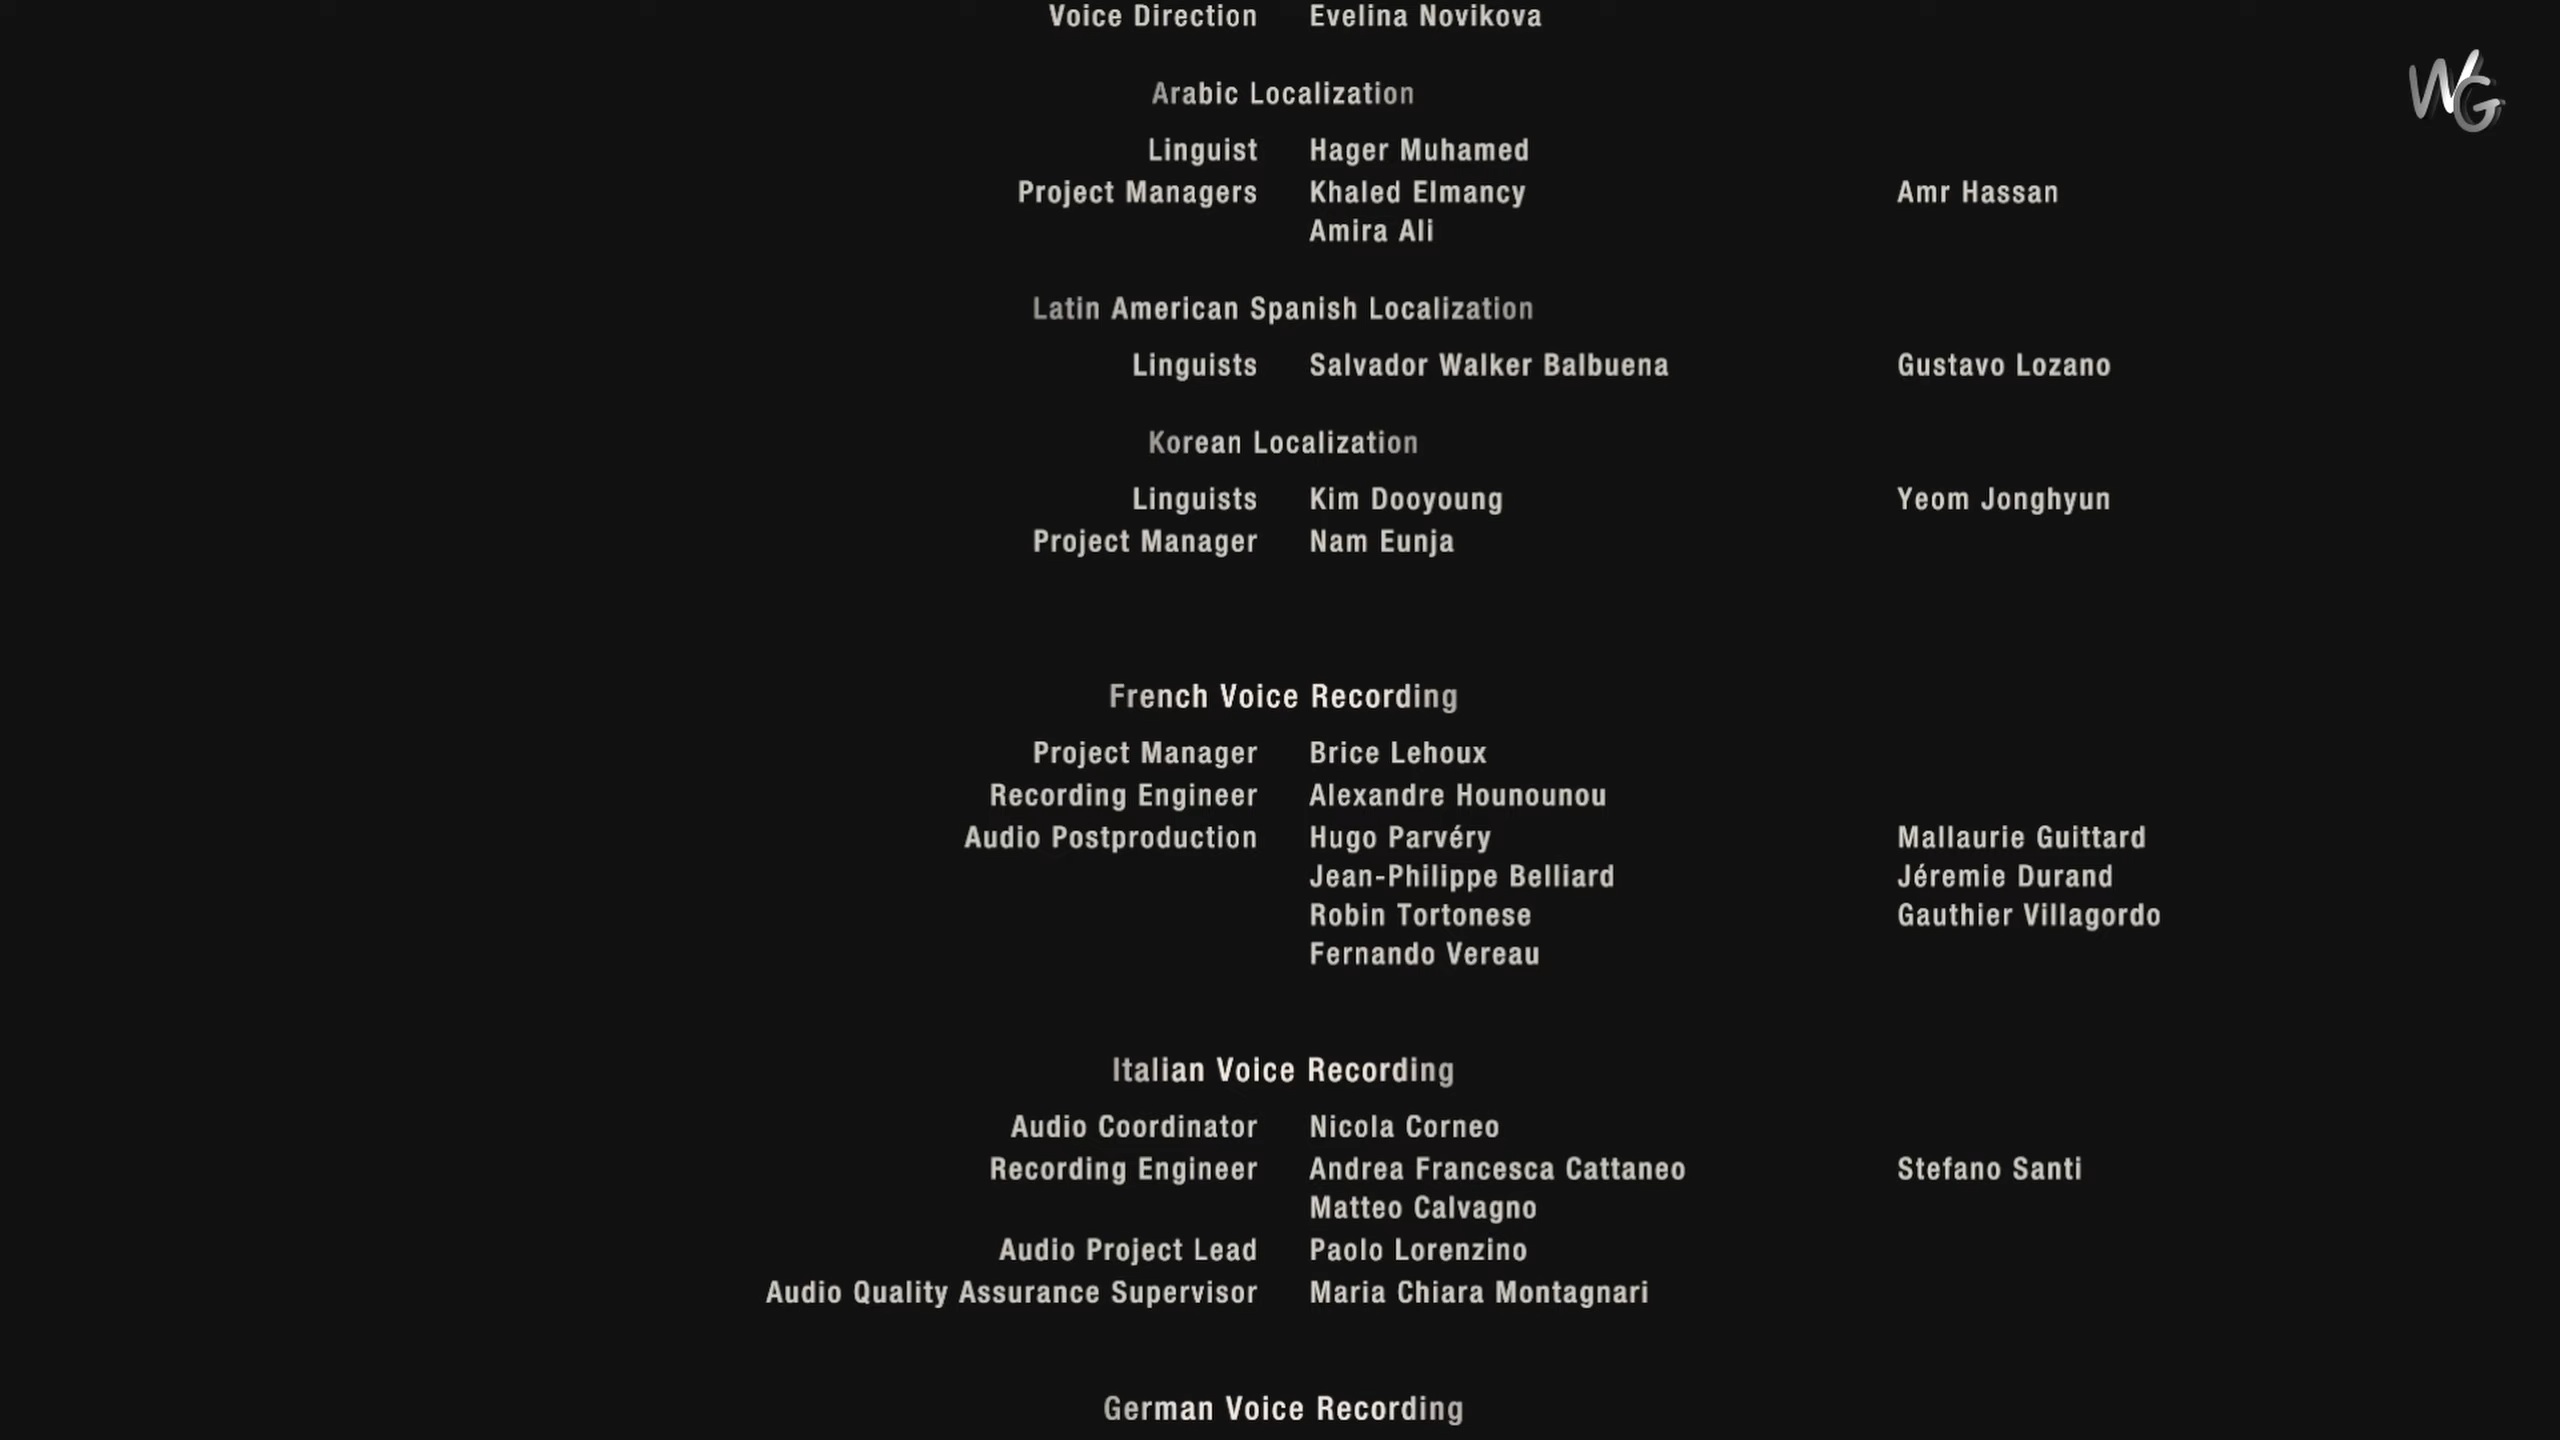 Voice Direction Evelina Novikova
WG
Arabic Localization
Linguist Hager Muhamed
Project Managers Khaled Elmancy Amr Hassan
Amira Ali
Latin American Spanish Localization
Linguists Salvador Walker Balbuena Gustavo Lozano
Korean Localization
Linguists Kim Dooyoung Yeom Jonghyun
Project Manager Nam Eunja
French Voice Recording
Project Manager Brice Lehoux
Recording Engineer Alexandre Hounounou
Audio Postproduction Hugo Parvéry Mallaurie Guittard
Jean-Philippe Belliard Jéremie Durand
Robin Tortonese Gauthier Villagordo
Fernando Vereau
Italian Voice Recording
Audio Coordinator Nicola Corneo
Recording Engineer Andrea Francesca Cattaneo Stefano Santi
Matteo Calvagno
Audio Project Lead Paolo Lorenzino
Audio Quality Assurance Supervisor Maria Chiara Montagnari
German Voice Recording